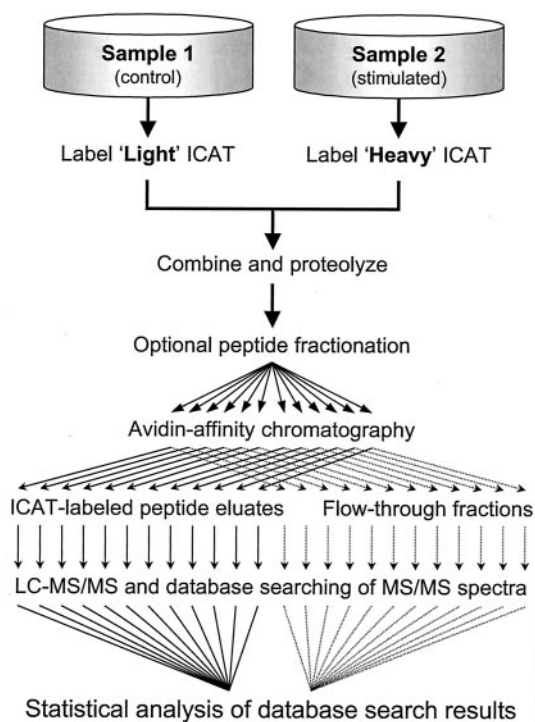 Sample 1
(control)
Sample 2
(stimulated)
Label 'Light' ICAT
Label 'Heavy' ICAT
Combine and proteolyze
Optional peptide fractionation
Avidin-affinity chromatography
ICAT-labeled peptide eluates
Flow-through fractions
LC-MS/MS and database searching of MS/MS spectra
Statistical analysis of database search results